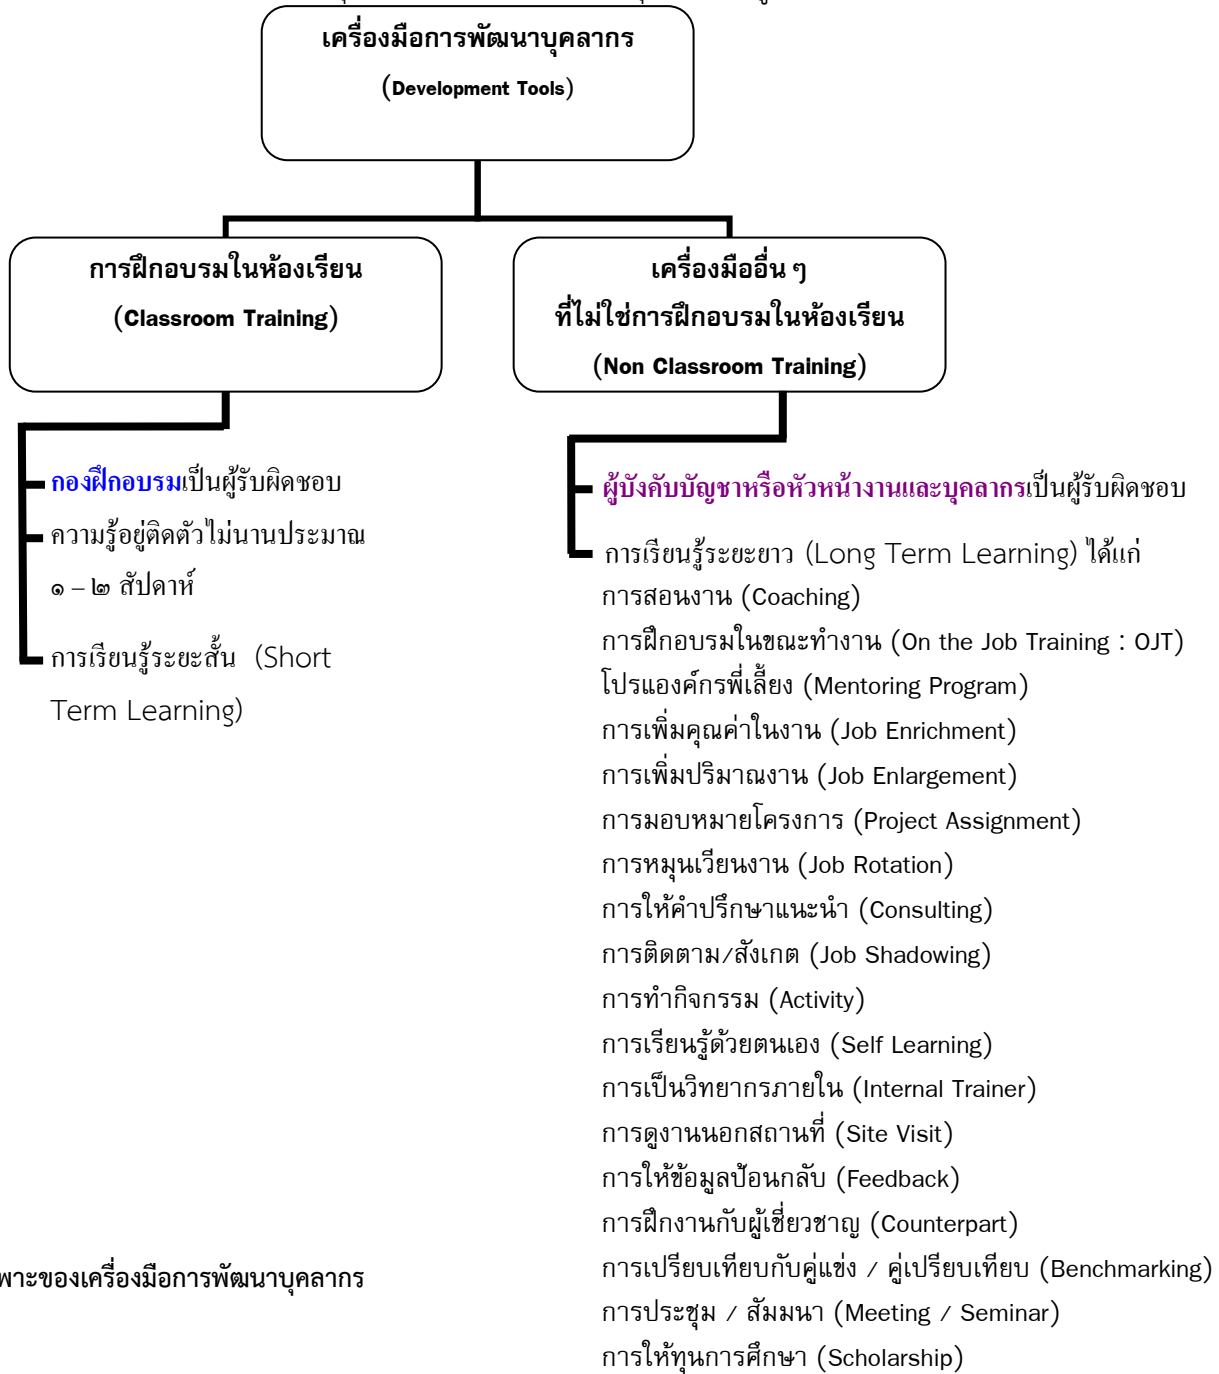 เครื่องมือการพัฒนาบุคลากร
(Development Tools)
การฝึกอบรมในห้องเรียน
(Classroom Training)
เครื่องมืออื่น ๆ
ที่ไม่ใช่การฝึกอบรมในห้องเรียน
(Non Classroom Training)
กองฝึกอบรมเป็นผู้รับผิดชอบ
ความรู้อยู่ติดตัวไม่นานประมาณ
๑ – ๒ สัปดาห์
การเรียนรู้ระยะสั้น (Short
Term Learning)
ผู้บังคับบัญชาหรือหัวหน้างานและบุคลากรเป็นผู้รับผิดชอบ
การเรียนรู้ระยะยาว (Long Term Learning) ได้แก่
การสอนงาน (Coaching)
การฝึกอบรมในขณะทำงาน (On the Job Training : OJT)
โปรแองค์กรพี่เลี้ยง (Mentoring Program)
การเพิ่มคุณค่าในงาน (Job Enrichment)
การเพิ่มปริมาณงาน (Job Enlargement)
การมอบหมายโครงการ (Project Assignment)
การหมุนเวียนงาน (Job Rotation)
การให้คำปรึกษาแนะนำ (Consulting)
การติดตาม/สังเกต (Job Shadowing)
การทำกิจกรรม (Activity)
การเรียนรู้ด้วยตนเอง (Self Learning)
การเป็นวิทยากรภายใน (Internal Trainer)
การดูงานนอกสถานที่ (Site Visit)
การให้ข้อมูลป้อนกลับ (Feedback)
การฝึกงานกับผู้เชี่ยวชาญ (Counterpart)
การเปรียบเทียบกับคู่แข่ง / คู่เปรียบเทียบ (Benchmarking)
การประชุม / สัมมนา (Meeting / Seminar)
การให้ทุนการศึกษา (Scholarship)
พาะของเครื่องมือการพัฒนาบุคลากร